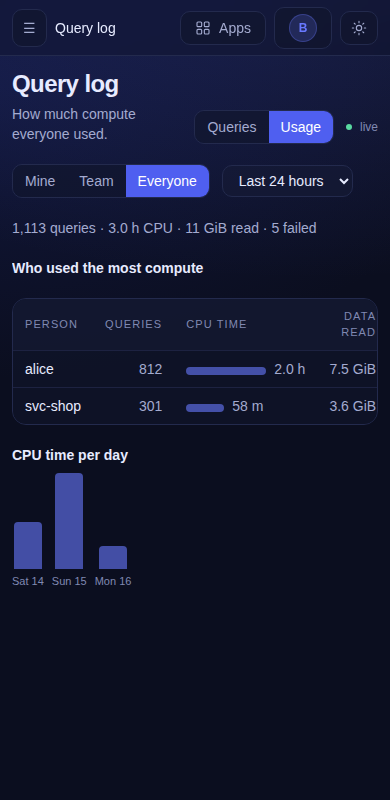 ☰ Query log Apps B
Query log
How much compute everyone used.
Queries Usage live
Mine Team Everyone Last 24 hours
1,113 queries · 3.0 h CPU · 11 GiB read · 5 failed
Who used the most compute
PERSON QUERIES CPU TIME DATA READ
alice 812 2.0 h 7.5 GiB
svc-shop 301 58 m 3.6 GiB
CPU time per day
Sat 14 Sun 15 Mon 16